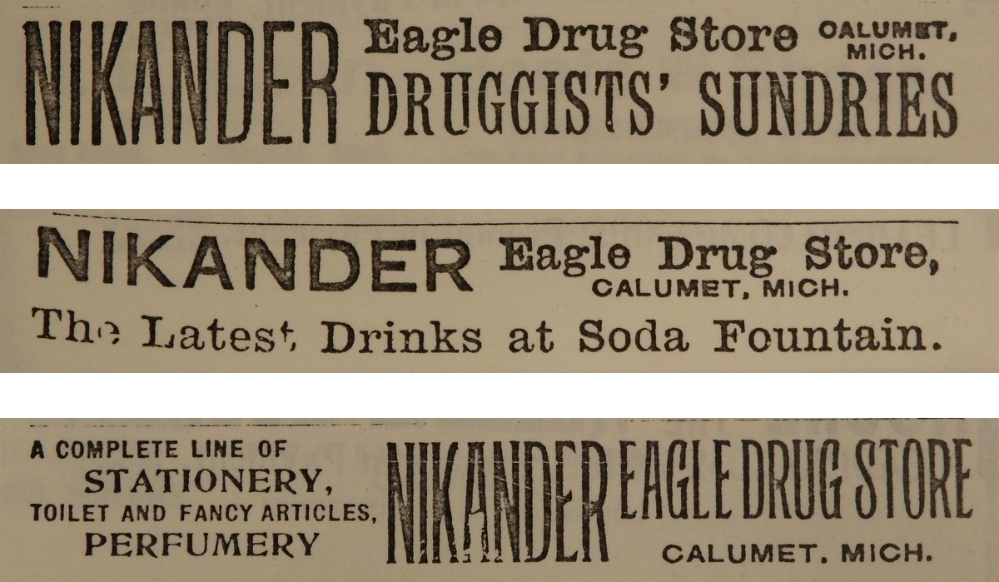 NIKANDER Eagle Drug Store CALUMET, MICH.
DRUGGISTS' SUNDRIES
NIKANDER Eagle Drug Store,
CALUMET, MICH.
The Latest Drinks at Soda Fountain.
A COMPLETE LINE OF
STATIONERY,
TOILET AND FANCY ARTICLES,
PERFUMERY
NIKANDER EAGLE DRUG STORE
CALUMET. MICH.